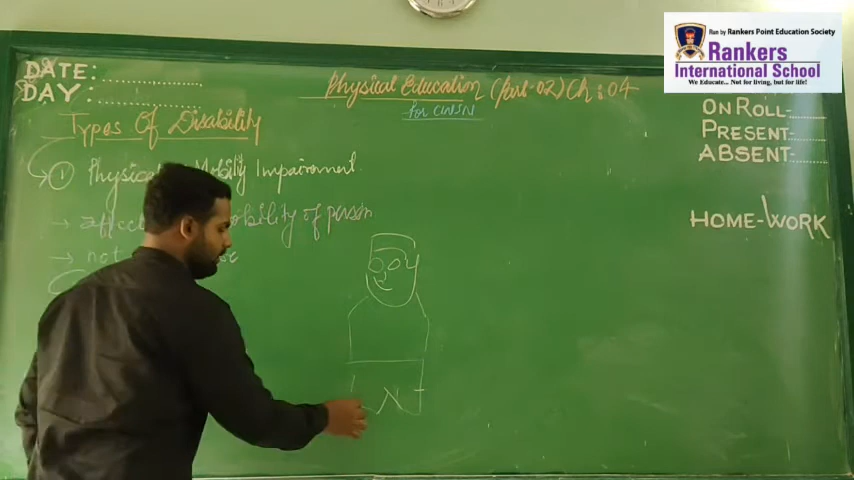 Run by Rankers Point Education Society
Rankers
International School
"We Educate... Not for living, but for life!"
DATE:
DAY:
Physical Education (Part-02) Ch: 04
for CWSN
ON ROLL-
PRESENT-
ABSENT-
HOME-WORK
Types Of Disability
① Physical Mobility Impairment
→ of person
→ not